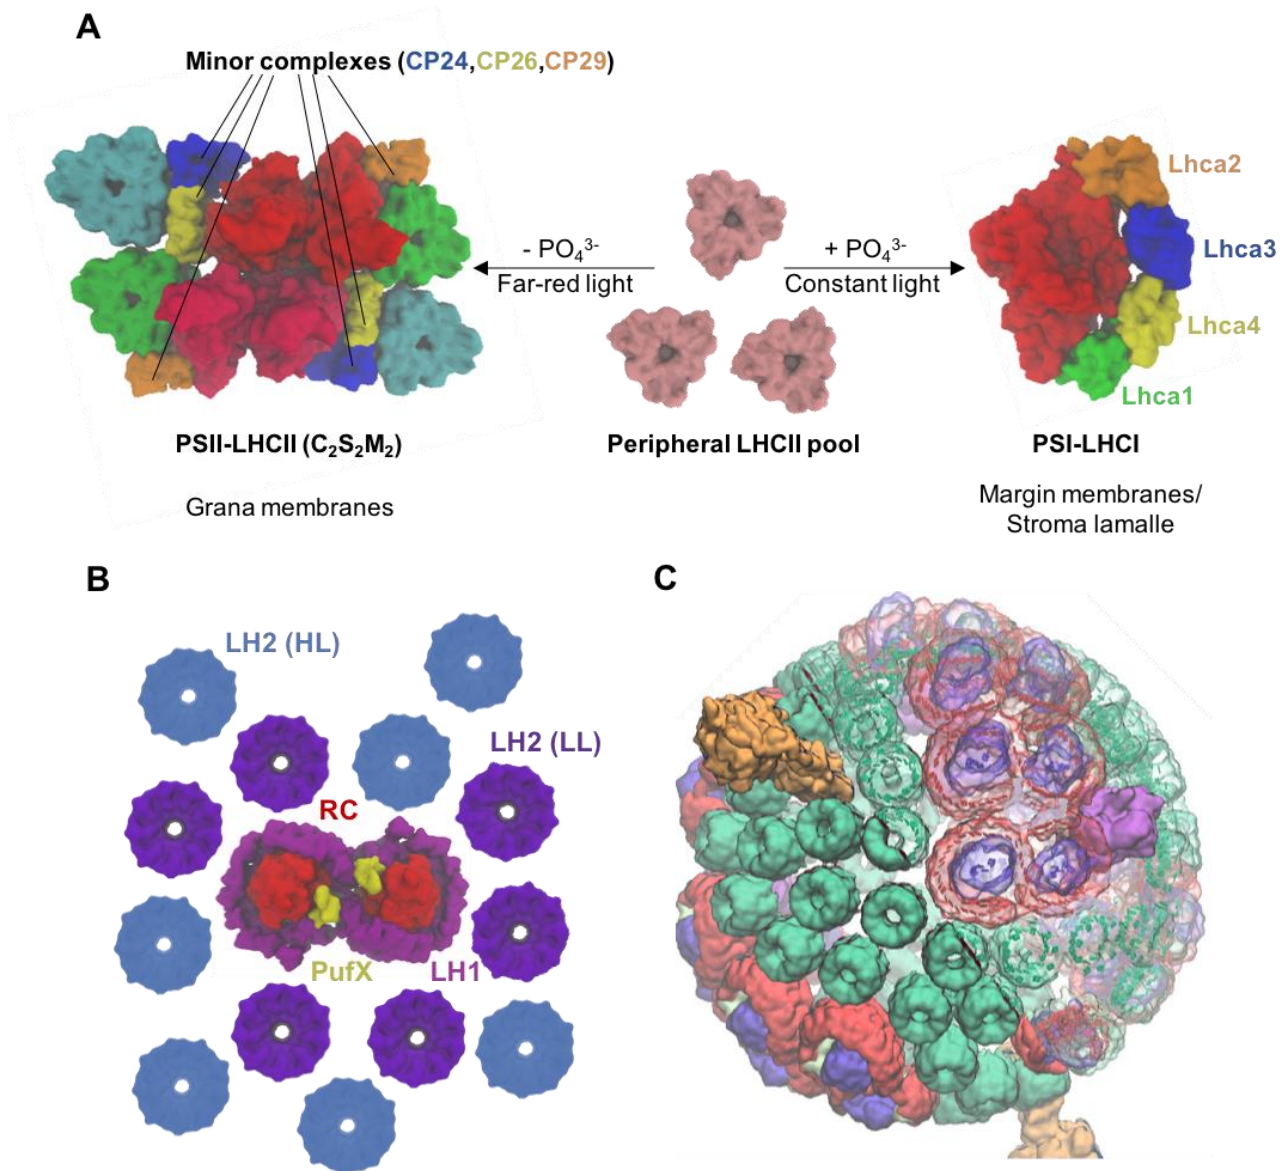 A
Minor complexes (CP24,CP26,CP29)
Lhca2
Lhca3
Lhca4
Lhca1
- PO₄³⁻
Far-red light
+ PO₄³⁻
Constant light
PSII-LHCII (C₂S₂M₂)
Peripheral LHCII pool
PSI-LHCI
Grana membranes
Margin membranes/
Stroma lamalle
B
LH2 (HL)
LH2 (LL)
RC
PufX
LH1
C